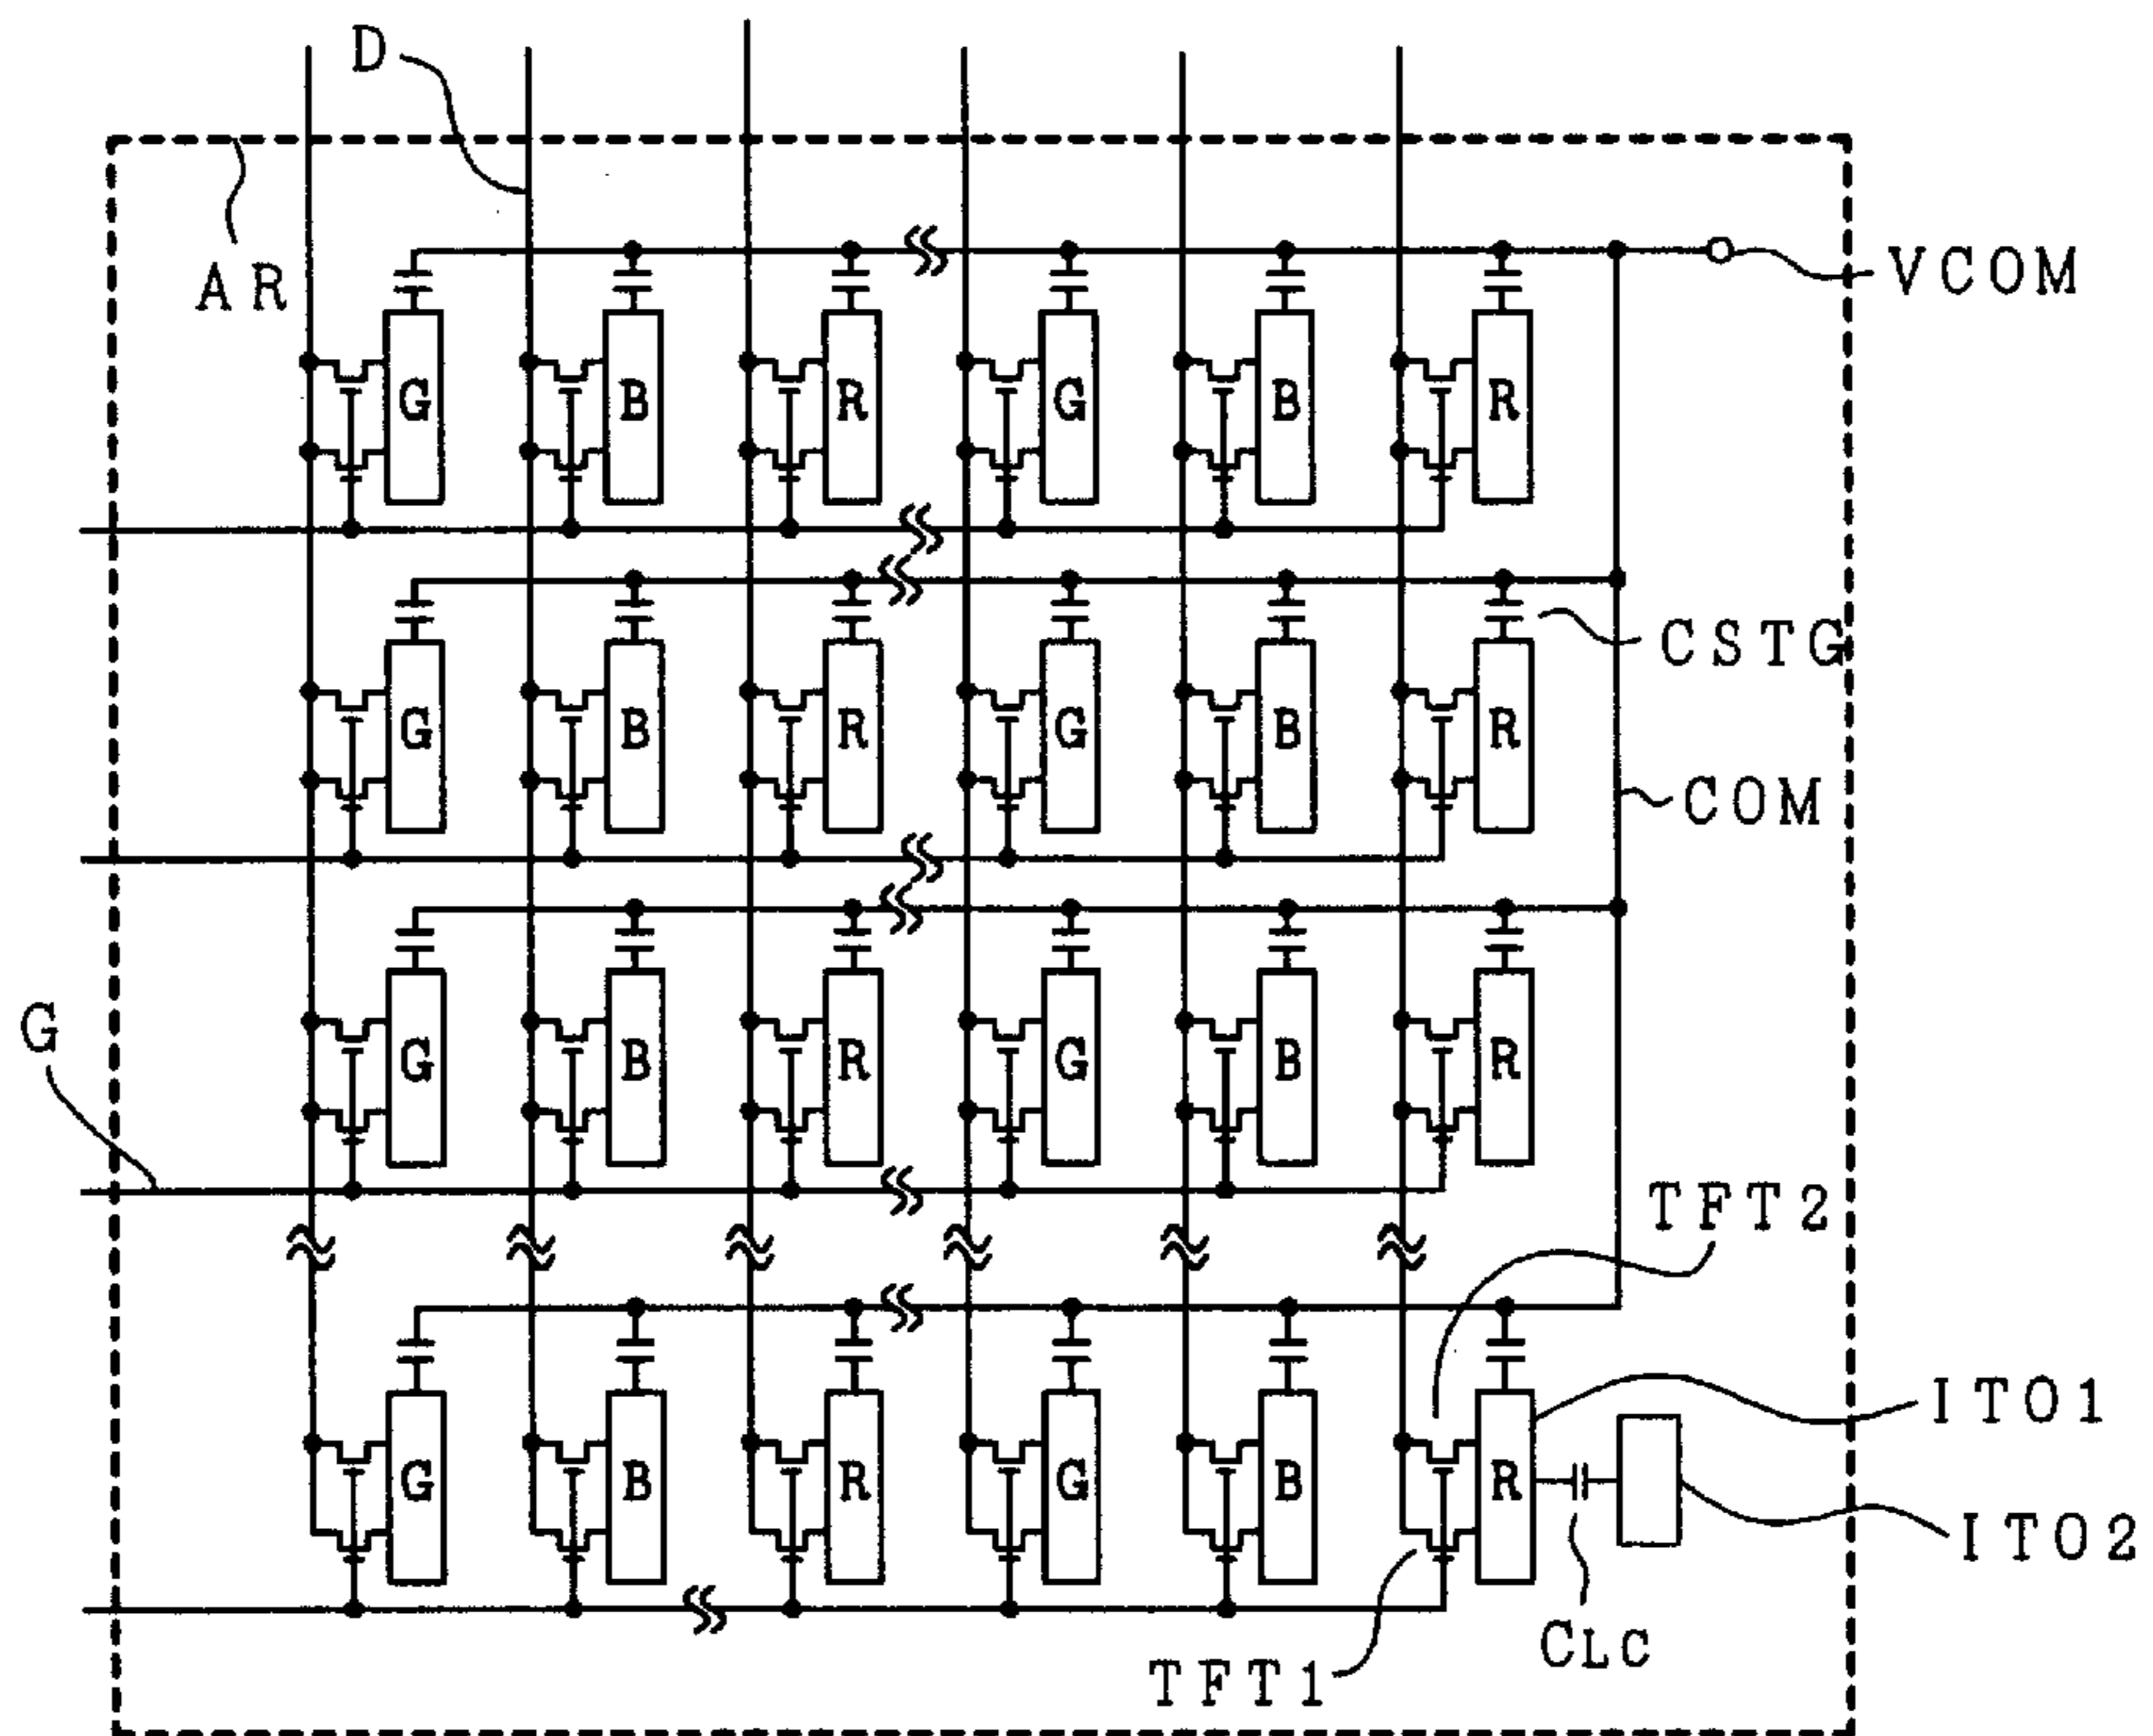 D
AR
VCOM
G B R G B R
CSTG
G B R G B R
COM
G
G B R G B R
TFT2
ITO1
G B R G B R
ITO2
CLC
TFT1